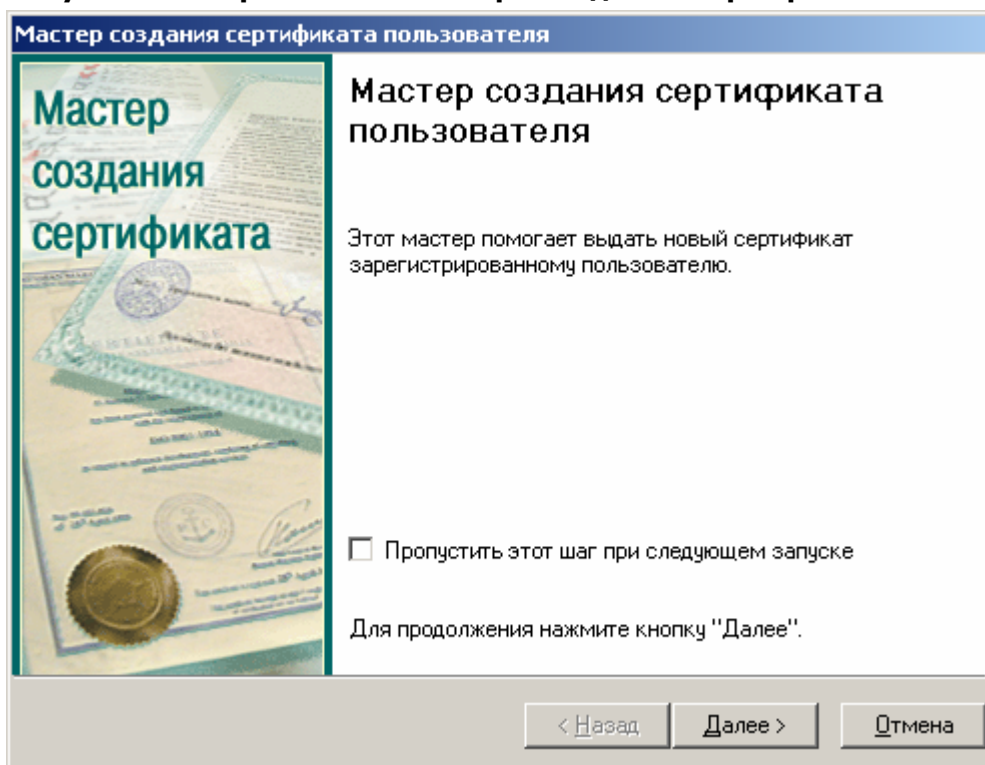 Мастер создания сертификата пользователя
Мастер
создания
сертификата
Мастер создания сертификата
пользователя
Этот мастер помогает выдать новый сертификат
зарегистрированному пользователю.
Пропустить этот шаг при следующем запуске
Для продолжения нажмите кнопку "Далее".
< Назад
Далее >
Отмена